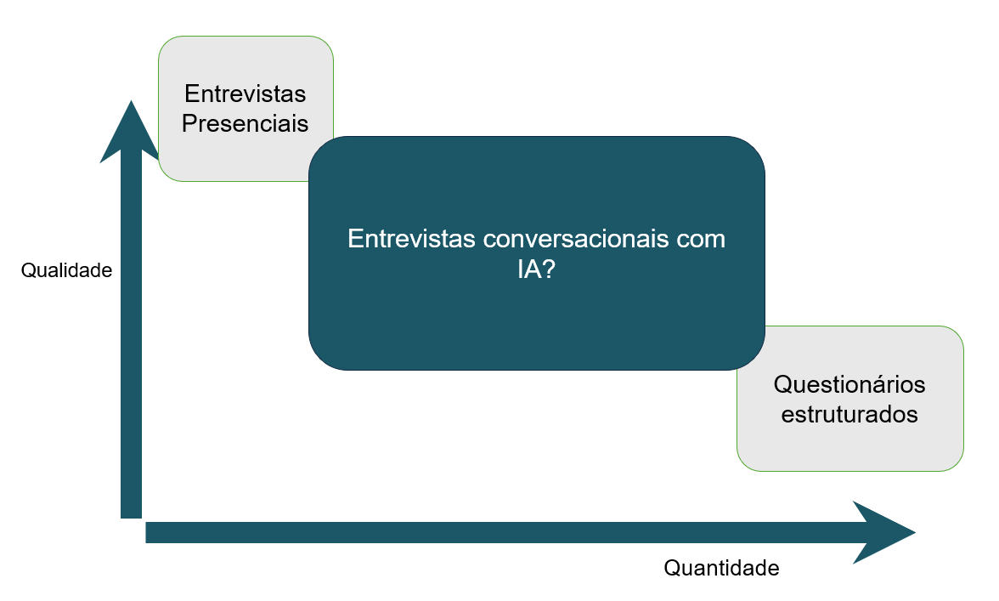 Entrevistas
Presenciais
Entrevistas conversacionais com
IA?
Qualidade
Questionários
estruturados
Quantidade